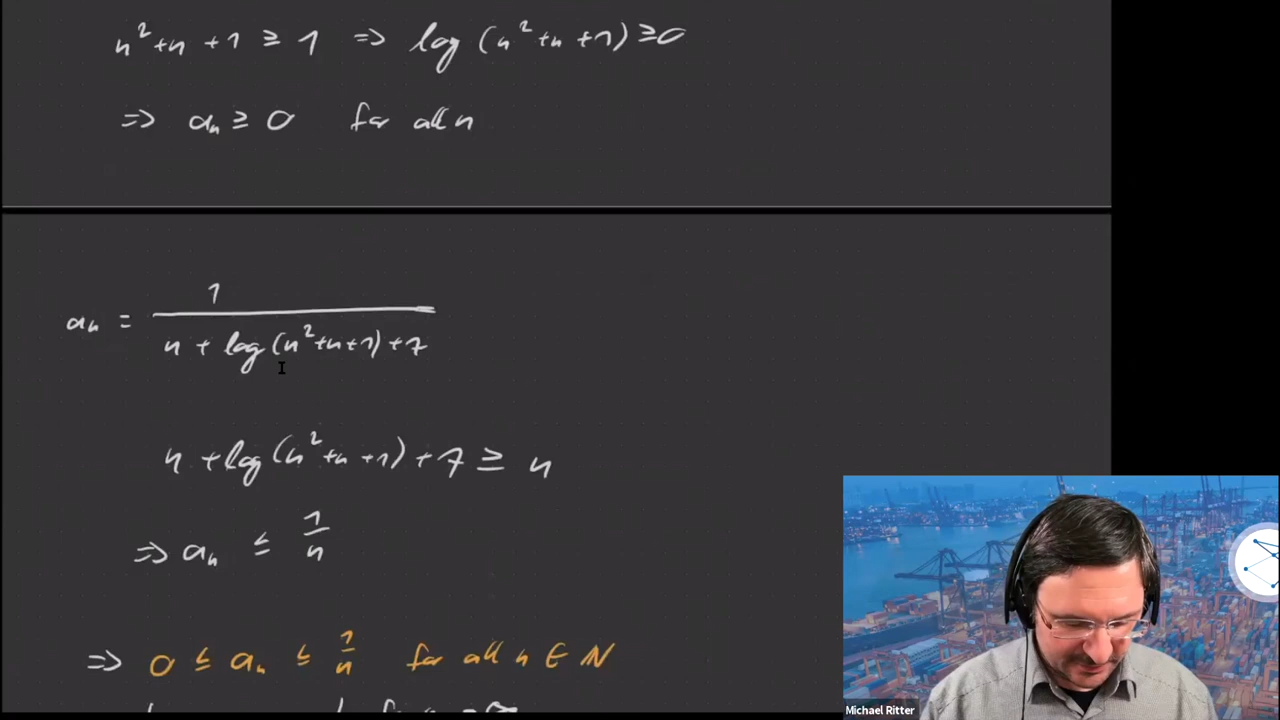 n²+n+1 ≥ 1 ⇒ log (n²+n+1) ≥ 0
⇒ aₙ ≥ 0 for all n
aₙ = 1 / (n + log(n²+n+1)+7)
n + log(n²+n+1) + 7 ≥ n
⇒ aₙ ≤ 1/n
⇒ 0 ≤ aₙ ≤ 1/n for all n ∈ N
Michael Ritter